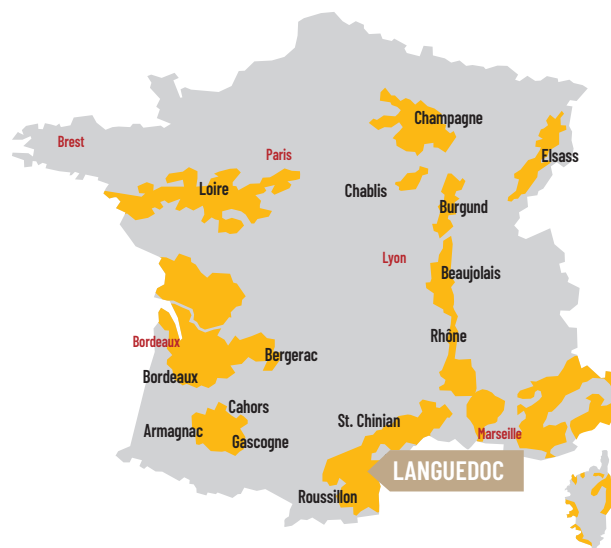 Champagne
Brest
Paris
Elsass
Loire
Chablis
Burgund
Lyon
Beaujolais
Rhône
Bordeaux
Bergerac
Bordeaux
Cahors
St. Chinian
Armagnac
Marseille
Gascogne
LANGUEDOC
Roussillon